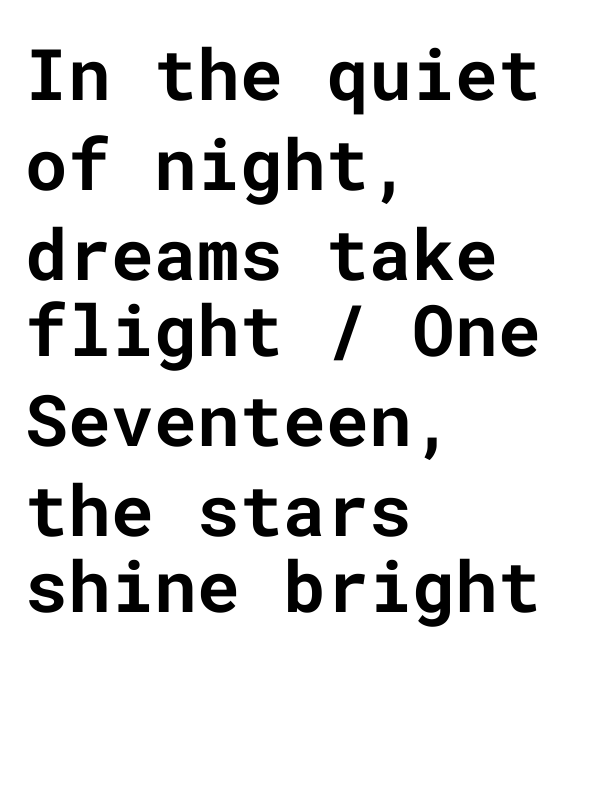 In the quiet
of night,
dreams take
flight / One
Seventeen,
the stars
shine bright